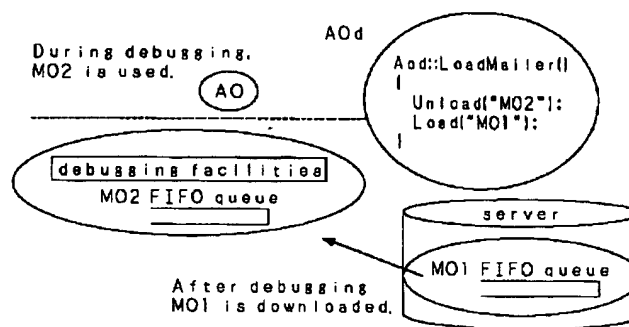 During debugging,
MO2 is used.
AOd
AO
Aod::LoadMailer()
{
Unload("MO2");
Load("MO1");
}
debugging facilities
MO2 FIFO queue
server
MO1 FIFO queue
After debugging
MO1 is downloaded.